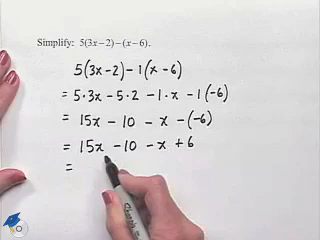 Simplify: 5(3x−2)−(x−6).
5(3x−2)−1(x−6)
= 5·3x−5·2−1·x−1(−6)
= 15x − 10 − x − (−6)
= 15x − 10 − x + 6
=